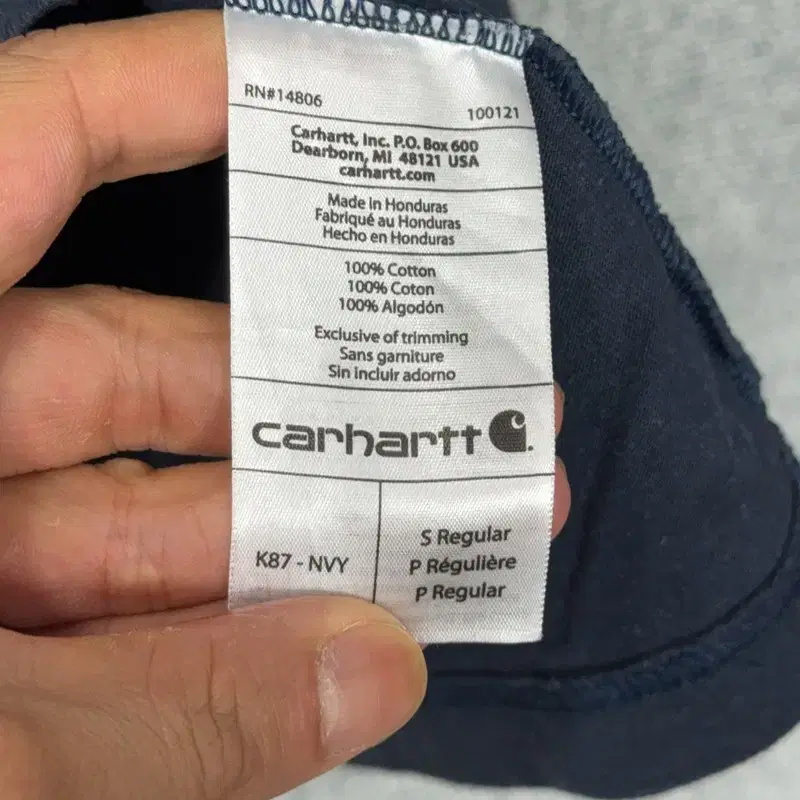 RN#14806
100121
Carhartt, Inc. P.O. Box 600
Dearborn, MI 48121 USA
carhartt.com
Made in Honduras
Fabriqué au Honduras
Hecho en Honduras
100% Cotton
100% Coton
100% Algodón
Exclusive of trimming
Sans garniture
Sin incluir adorno
carhartt
K87 - NVY
S Regular
P Régulière
P Regular